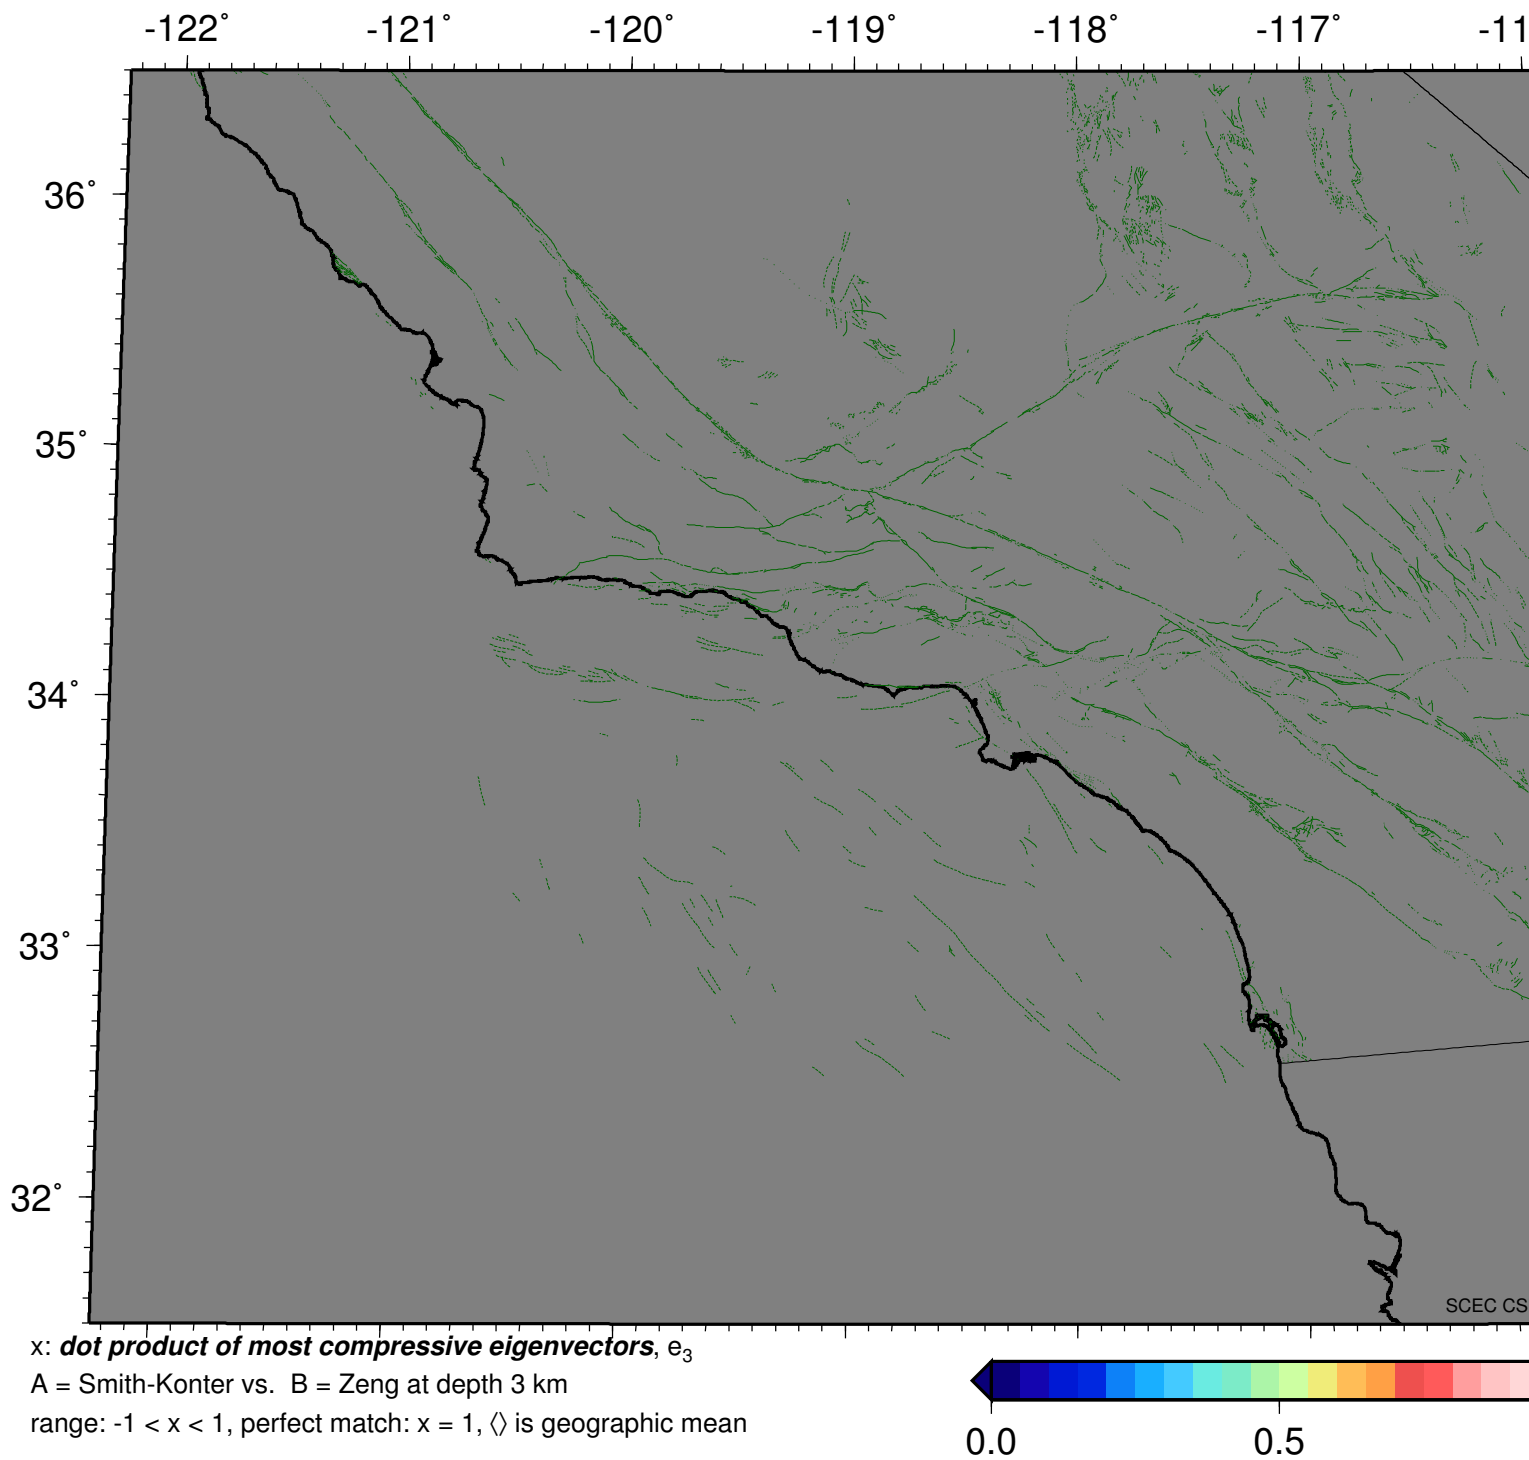 -122˚ -121˚ -120˚ -119˚ -118˚ -117˚ -11
36˚
35˚
34˚
33˚
32˚
SCEC CS
x: dot product of most compressive eigenvectors, e3
A = Smith-Konter vs. B = Zeng at depth 3 km
range: -1 < x < 1, perfect match: x = 1, ⟨⟩ is geographic mean
0.0 0.5